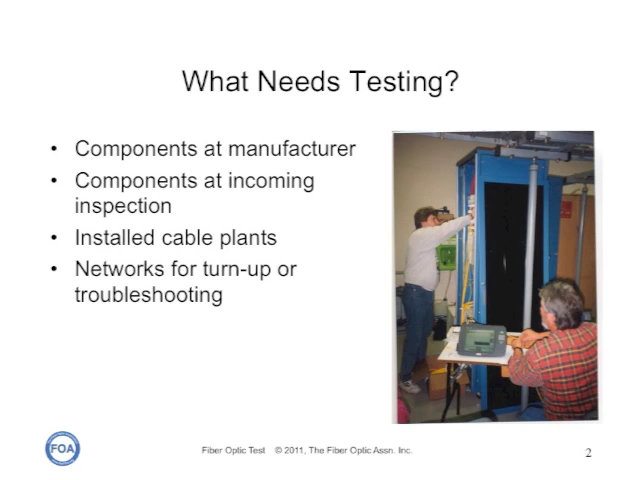 What Needs Testing?
• Components at manufacturer
• Components at incoming
inspection
• Installed cable plants
• Networks for turn-up or
troubleshooting
FOA
Fiber Optic Test © 2011, The Fiber Optic Assn. Inc.
2